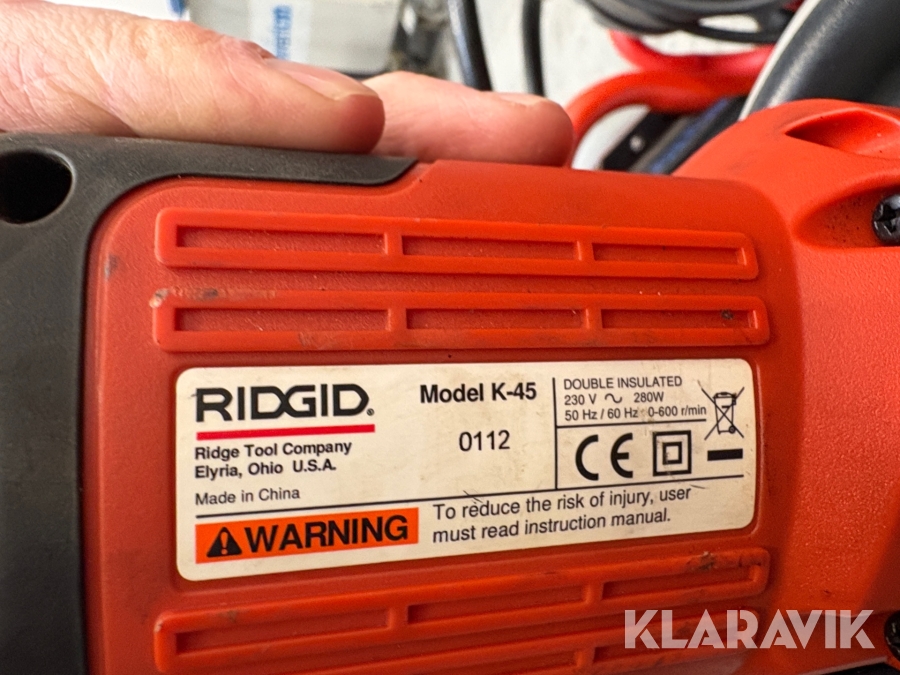 RIDGID®
Ridge Tool Company
Elyria, Ohio U.S.A.
Made in China
Model K-45
0112
DOUBLE INSULATED
230 V ~ 280W
50 Hz / 60 Hz 0-600 r/min
CE
WARNING
To reduce the risk of injury, user
must read instruction manual.
KLARAVIK